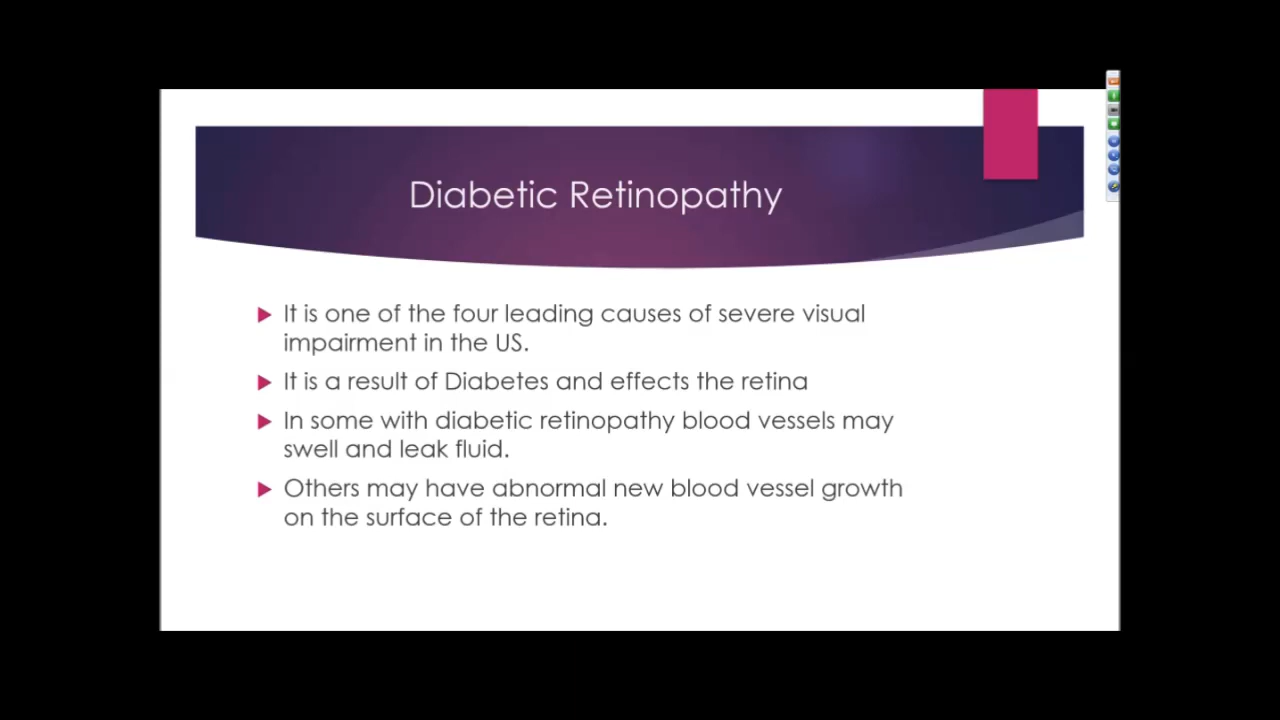 Diabetic Retinopathy
It is one of the four leading causes of severe visual
impairment in the US.
It is a result of Diabetes and effects the retina
In some with diabetic retinopathy blood vessels may
swell and leak fluid.
Others may have abnormal new blood vessel growth
on the surface of the retina.